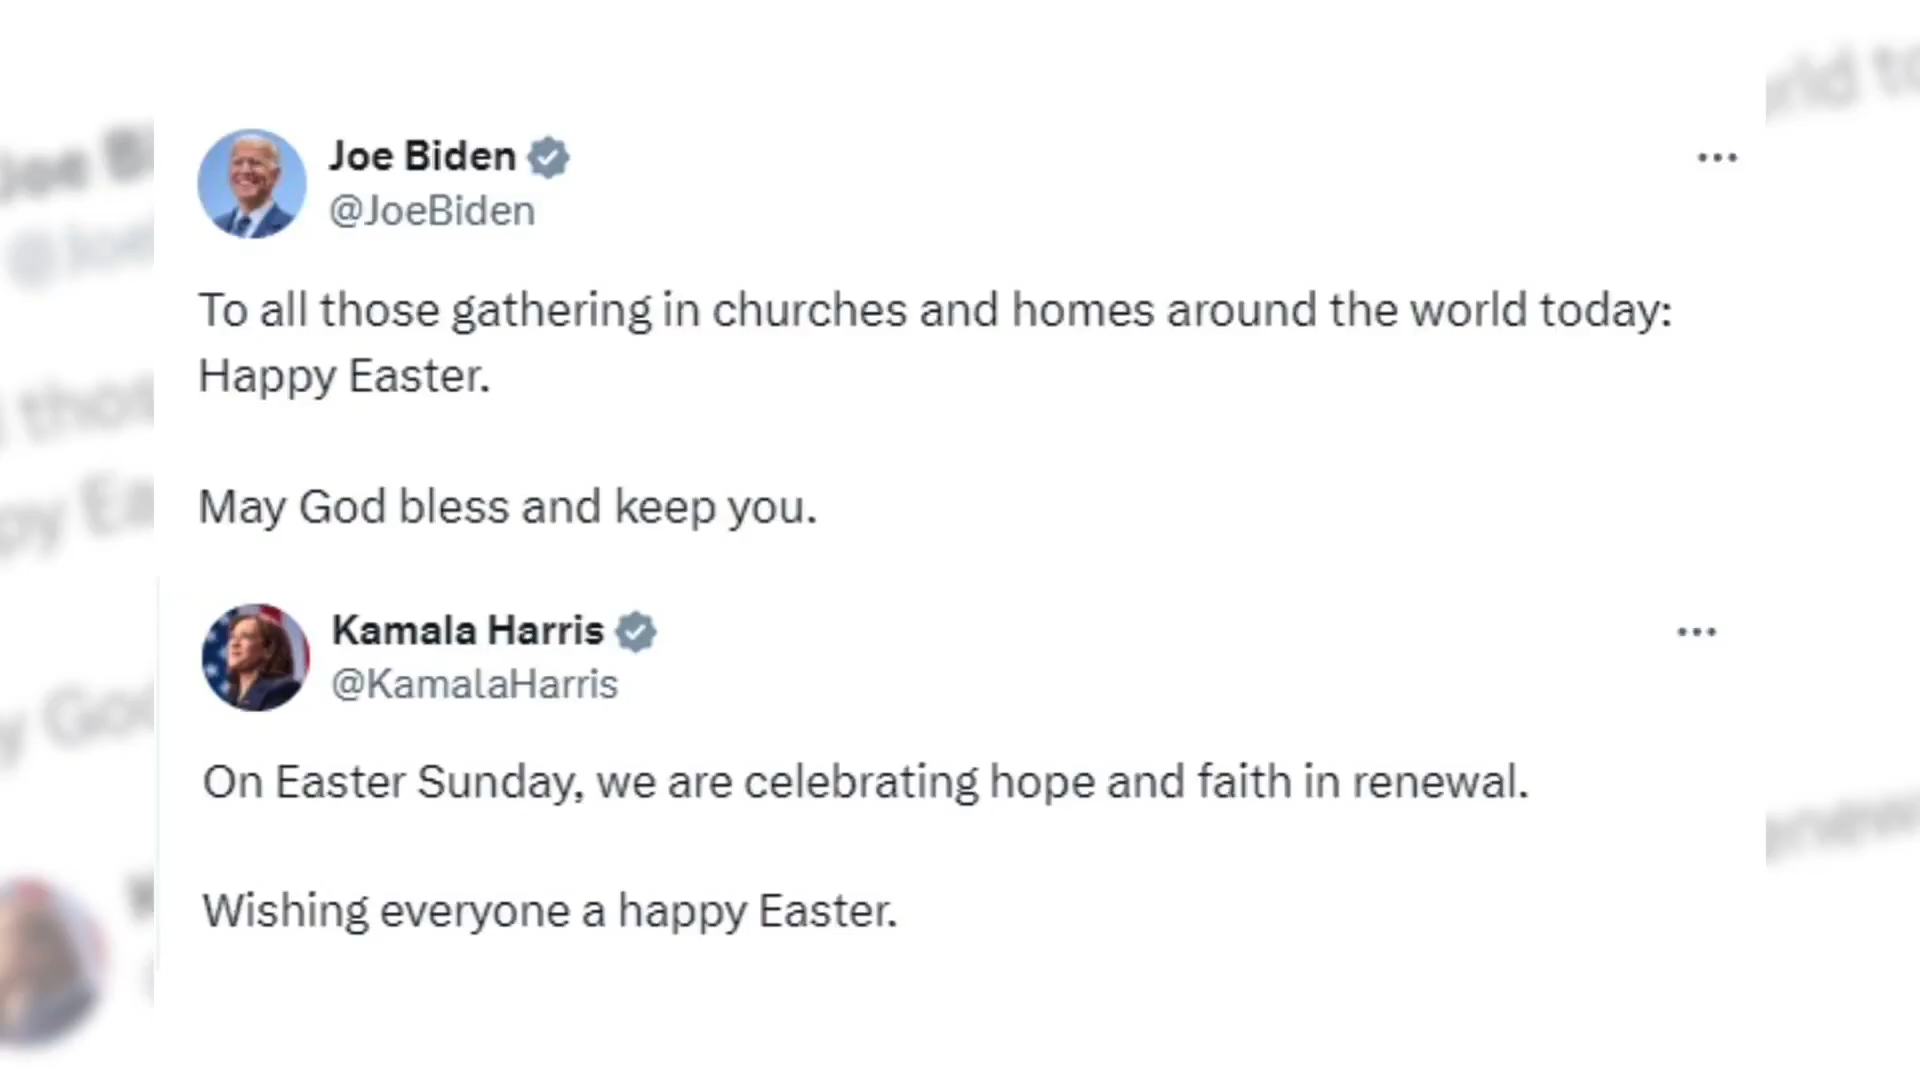 Joe Biden
@JoeBiden
To all those gathering in churches and homes around the world today:
Happy Easter.
May God bless and keep you.
Kamala Harris
@KamalaHarris
On Easter Sunday, we are celebrating hope and faith in renewal.
Wishing everyone a happy Easter.